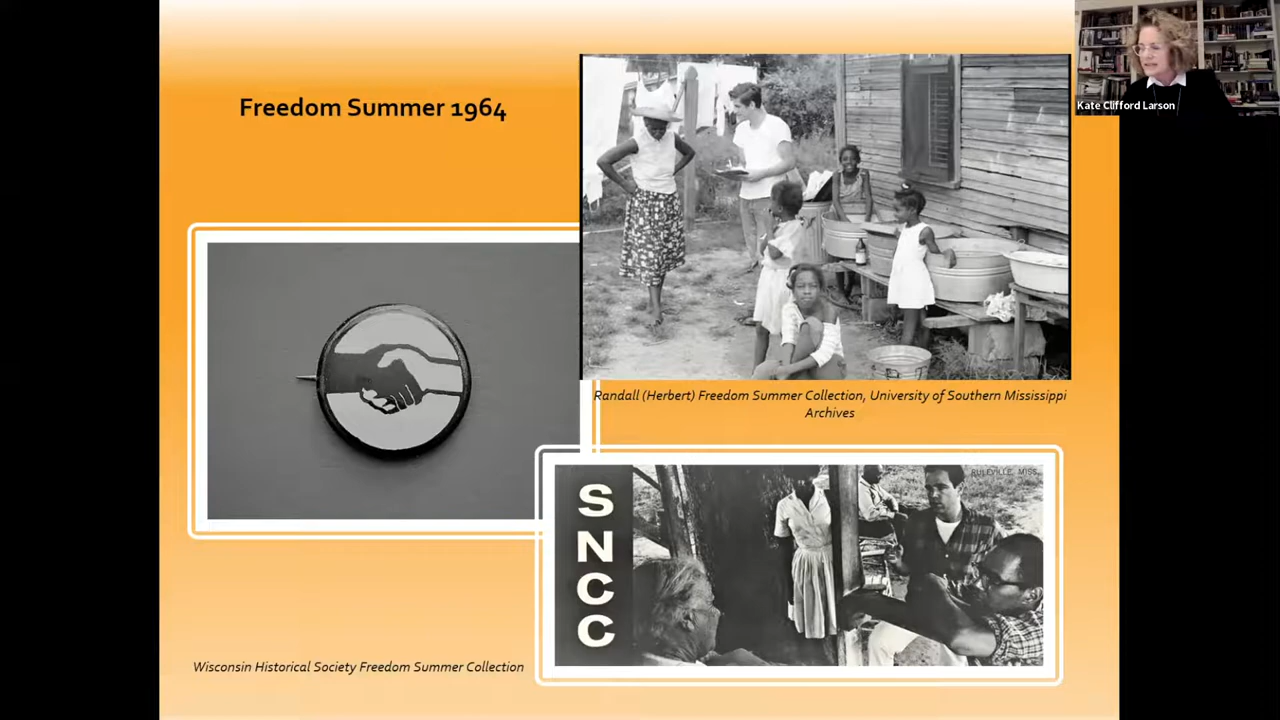 Freedom Summer 1964
Kate Clifford Larson
Randall (Herbert) Freedom Summer Collection, University of Southern Mississippi
Archives
RULEVILLE, MISS.
S
N
C
C
Wisconsin Historical Society Freedom Summer Collection